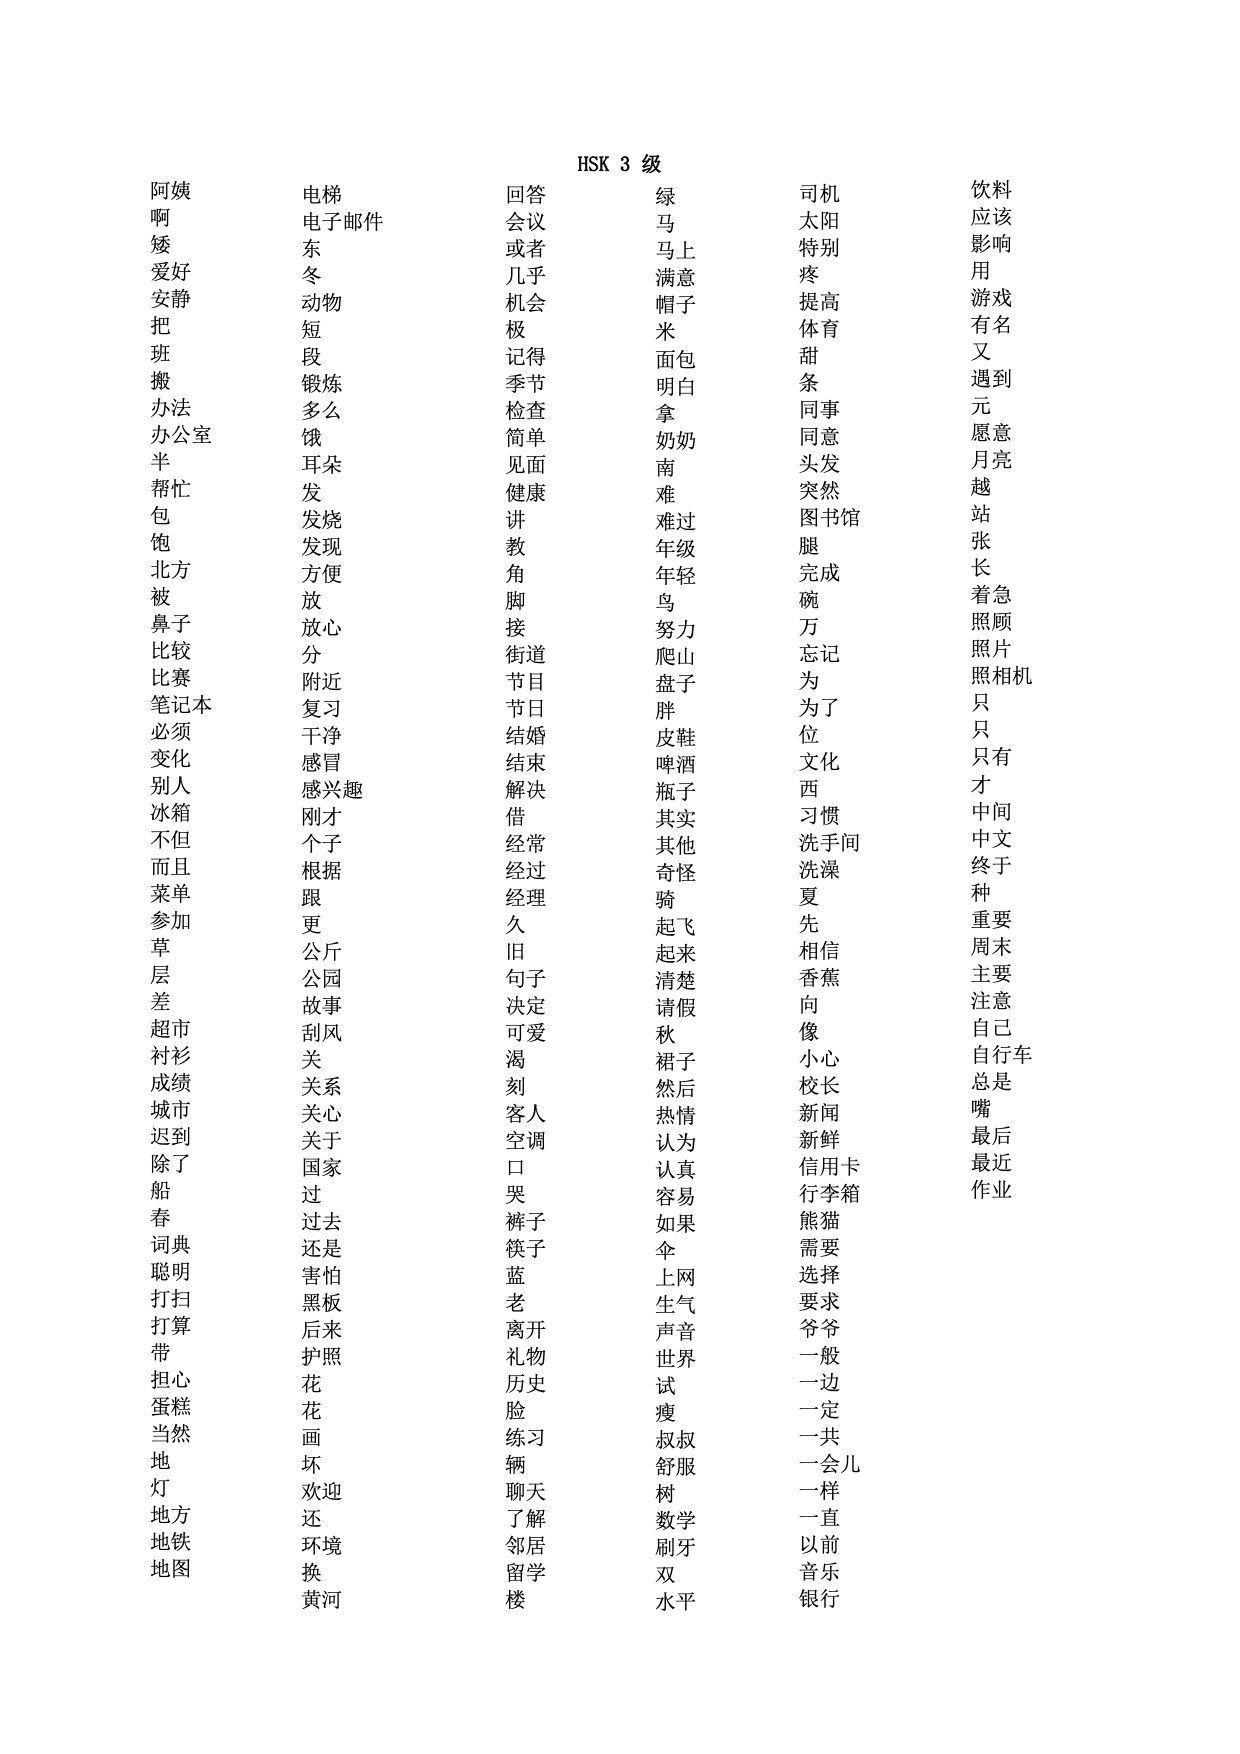 HSK 3 级
阿姨
啊
矮
爱好
安静
把
班
搬
办法
办公室
半
帮忙
包
饱
北方
被
鼻子
比较
比赛
笔记本
必须
变化
别人
冰箱
不但
而且
菜单
参加
草
层
差
超市
衬衫
成绩
城市
迟到
除了
船
春
词典
聪明
打扫
打算
带
担心
蛋糕
当然
地
灯
地方
地铁
地图
电梯
电子邮件
东
冬
动物
短
段
锻炼
多么
饿
耳朵
发
发烧
发现
方便
放
放心
分
附近
复习
干净
感冒
感兴趣
刚才
个子
根据
跟
更
公斤
公园
故事
刮风
关
关系
关心
关于
国家
过
过去
还是
害怕
黑板
后来
护照
花
花
画
坏
欢迎
还
环境
换
黄河
回答
会议
或者
几乎
机会
极
记得
季节
检查
简单
见面
健康
讲
教
角
脚
接
街道
节目
节日
结婚
结束
解决
借
经常
经过
经理
久
旧
句子
决定
可爱
渴
刻
客人
空调
口
哭
裤子
筷子
蓝
老
离开
礼物
历史
脸
练习
辆
聊天
了解
邻居
留学
楼
绿
马
马上
满意
帽子
米
面包
明白
拿
奶奶
南
难
难过
年级
年轻
鸟
努力
爬山
盘子
胖
皮鞋
啤酒
瓶子
其实
其他
奇怪
骑
起飞
起来
清楚
请假
秋
裙子
然后
热情
认为
认真
容易
如果
伞
上网
生气
声音
世界
试
瘦
叔叔
舒服
树
数学
刷牙
双
水平
司机
太阳
特别
疼
提高
体育
甜
条
同事
同意
头发
突然
图书馆
腿
完成
碗
万
忘记
为
为了
位
文化
西
习惯
洗手间
洗澡
夏
先
相信
香蕉
向
像
小心
校长
新闻
新鲜
信用卡
行李箱
熊猫
需要
选择
要求
爷爷
一般
一边
一定
一共
一会儿
一样
一直
以前
音乐
银行
饮料
应该
影响
用
游戏
有名
又
遇到
元
愿意
月亮
越
站
张
长
着急
照顾
照片
照相机
只
只
只有
才
中间
中文
终于
种
重要
周末
主要
注意
自己
自行车
总是
嘴
最后
最近
作业